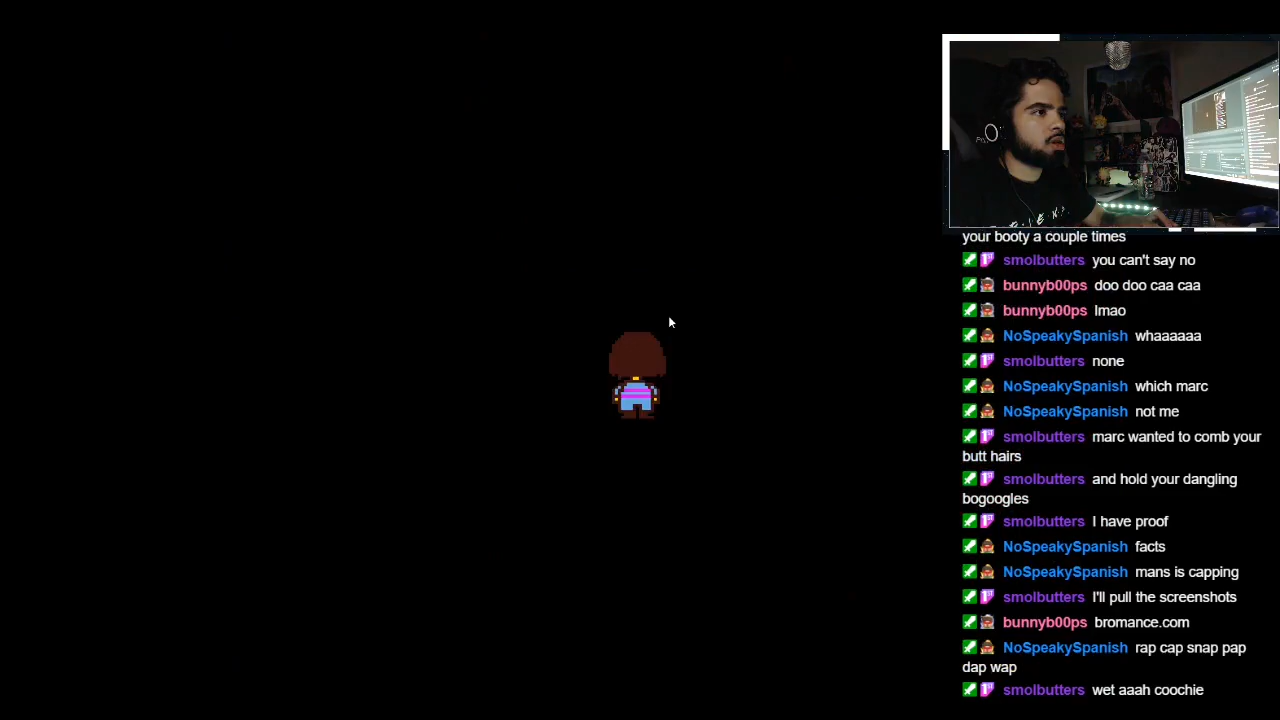 your booty a couple times
smolbutters you can't say no
bunnyb00ps doo doo caa caa
bunnyb00ps lmao
NoSpeakySpanish whaaaaaa
smolbutters none
NoSpeakySpanish which marc
NoSpeakySpanish not me
smolbutters marc wanted to comb your
butt hairs
smolbutters and hold your dangling
bogoogles
smolbutters I have proof
NoSpeakySpanish facts
NoSpeakySpanish mans is capping
smolbutters I'll pull the screenshots
bunnyb00ps bromance.com
NoSpeakySpanish rap cap snap pap
dap wap
smolbutters wet aaah coochie